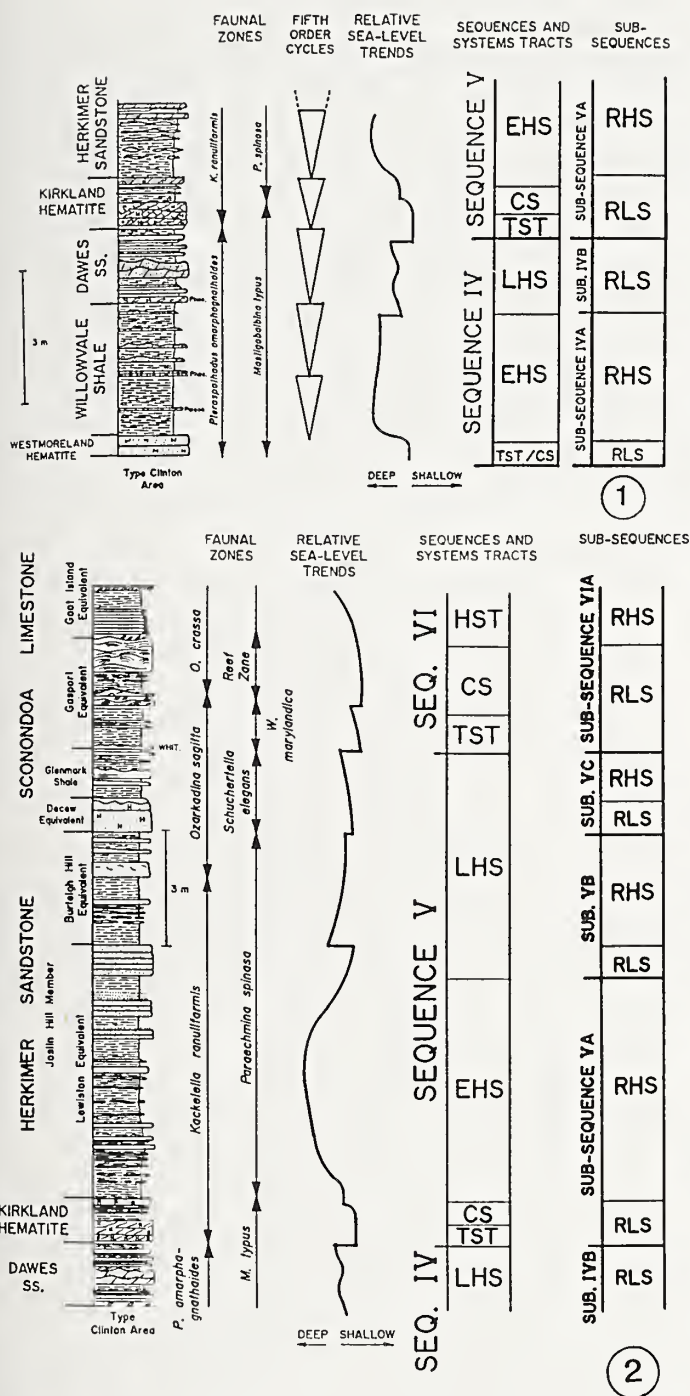 FAUNAL ZONES
FIFTH ORDER CYCLES
RELATIVE SEA-LEVEL TRENDS
SEQUENCES AND SYSTEMS TRACTS
SUB-SEQUENCES
HERKIMER SANDSTONE
KIRKLAND HEMATITE
DAWES SS.
WILLOWVALE SHALE
WESTMORELAND HEMATITE
3 m
Phos.
Phos.
Type Clinton Area
K. ranuliformis
P. spinosa
Mastigobolbina typus
DEEP
SHALLOW
SEQUENCE V
EHS
CS
TST
SEQUENCE IV
LHS
EHS
TST/CS
SUB-SEQUENCE VA
RHS
RLS
SUB. IVB
RLS
SUB-SEQUENCE IVA
RHS
RLS
1
FAUNAL ZONES
RELATIVE SEA-LEVEL TRENDS
SEQUENCES AND SYSTEMS TRACTS
SUB-SEQUENCES
SCONONDOA LIMESTONE
Goat Island Equivalent
Gasport Equivalent
Glenmark Shale
Decew Equivalent
HERKIMER SANDSTONE
Joslin Hill Member
Burleigh Hill Equivalent
Lewiston Equivalent
KIRKLAND HEMATITE
DAWES SS.
WHIT.
H
H
H
3 m
Type Clinton Area
O. crassa
Ozarkadina sagitta
Kockelella ranuliformis
P. amorphognathoides
Reef Zone
W. marylandica
Schuchertella elegans
Paraechmina spinosa
M. typus
DEEP
SHALLOW
SEQ. VI
HST
CS
TST
SEQUENCE V
LHS
EHS
CS
TST
SEQ. IV
LHS
SUB-SEQUENCE VIA
RHS
RLS
SUB. VC
RHS
RLS
SUB. VB
RHS
RLS
SUB-SEQUENCE VA
RHS
RLS
SUB. IVB
RLS
2